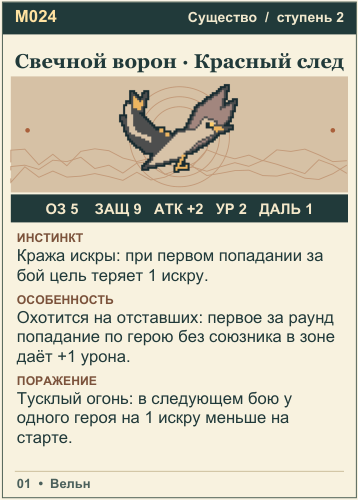 M024
Существо / ступень 2
Свечной ворон · Красный след
ОЗ 5 ЗАЩ 9 АТК +2 УР 2 ДАЛЬ 1
ИНСТИНКТ
Кража искры: при первом попадании за
бой цель теряет 1 искру.
ОСОБЕННОСТЬ
Охотится на отставших: первое за раунд
попадание по герою без союзника в зоне
даёт +1 урона.
ПОРАЖЕНИЕ
Тусклый огонь: в следующем бою у
одного героя на 1 искру меньше на
старте.
01 • Вельн